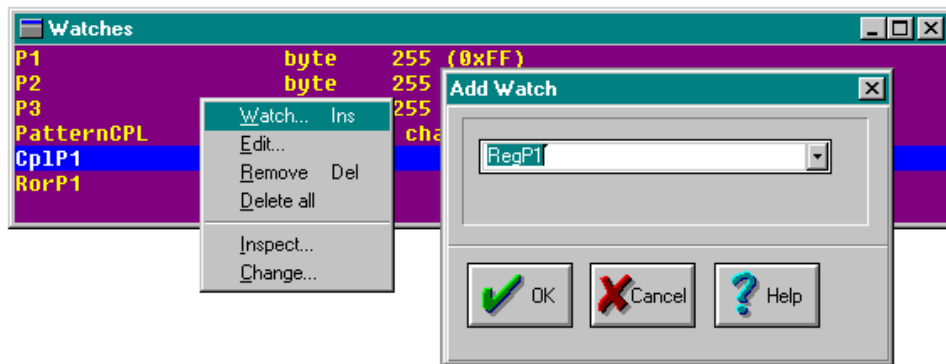 Watches
P1 byte 255 (0xFF)
P2 byte 255
P3 255
PatternCPL cha
CplP1
RorP1
Watch... Ins
Edit...
Remove Del
Delete all
Inspect...
Change...
Add Watch
RegP1
OK
Cancel
? Help